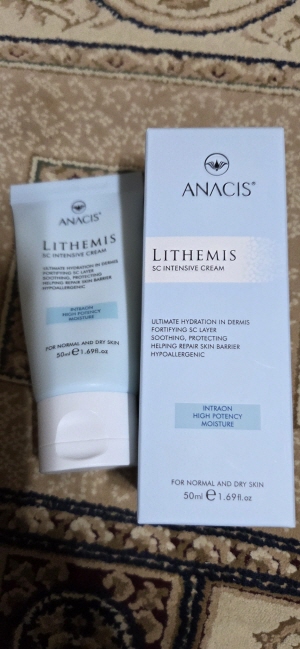 ANACIS®
LITHEMIS
SC INTENSIVE CREAM
ULTIMATE HYDRATION IN DERMIS
FORTIFYING SC LAYER
SOOTHING, PROTECTING
HELPING REPAIR SKIN BARRIER
HYPOALLERGENIC
INTRAON
HIGH POTENCY
MOISTURE
FOR NORMAL AND DRY SKIN
50ml e 1.69fl.oz
ANACIS®
LITHEMIS
SC INTENSIVE CREAM
ULTIMATE HYDRATION IN DERMIS
FORTIFYING SC LAYER
SOOTHING, PROTECTING
HELPING REPAIR SKIN BARRIER
HYPOALLERGENIC
INTRAON
HIGH POTENCY
MOISTURE
FOR NORMAL AND DRY SKIN
50ml e 1.69fl.oz